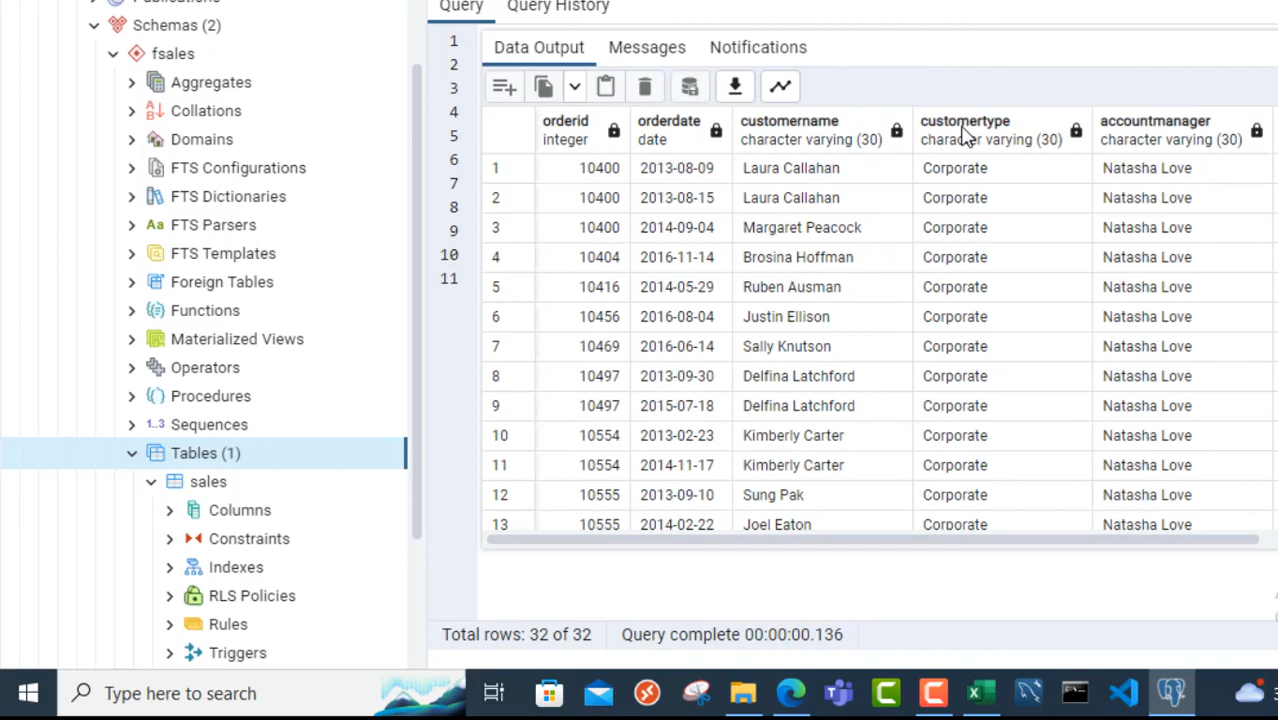 Publications
Schemas (2)
fsales
Aggregates
Collations
Domains
FTS Configurations
FTS Dictionaries
Aa FTS Parsers
FTS Templates
Foreign Tables
Functions
Materialized Views
Operators
Procedures
1..3 Sequences
Tables (1)
sales
Columns
Constraints
Indexes
RLS Policies
Rules
Triggers
Query Query History
1
2
3
4
5
6
7
8
9
10
11
Data Output Messages Notifications
orderid orderdate customername customertype accountmanager
integer date character varying (30) character varying (30) character varying (30)
1 10400 2013-08-09 Laura Callahan Corporate Natasha Love
2 10400 2013-08-15 Laura Callahan Corporate Natasha Love
3 10400 2014-09-04 Margaret Peacock Corporate Natasha Love
4 10404 2016-11-14 Brosina Hoffman Corporate Natasha Love
5 10416 2014-05-29 Ruben Ausman Corporate Natasha Love
6 10456 2016-08-04 Justin Ellison Corporate Natasha Love
7 10469 2016-06-14 Sally Knutson Corporate Natasha Love
8 10497 2013-09-30 Delfina Latchford Corporate Natasha Love
9 10497 2015-07-18 Delfina Latchford Corporate Natasha Love
10 10554 2013-02-23 Kimberly Carter Corporate Natasha Love
11 10554 2014-11-17 Kimberly Carter Corporate Natasha Love
12 10555 2013-09-10 Sung Pak Corporate Natasha Love
13 10555 2014-02-22 Joel Eaton Corporate Natasha Love
Total rows: 32 of 32 Query complete 00:00:00.136
Type here to search